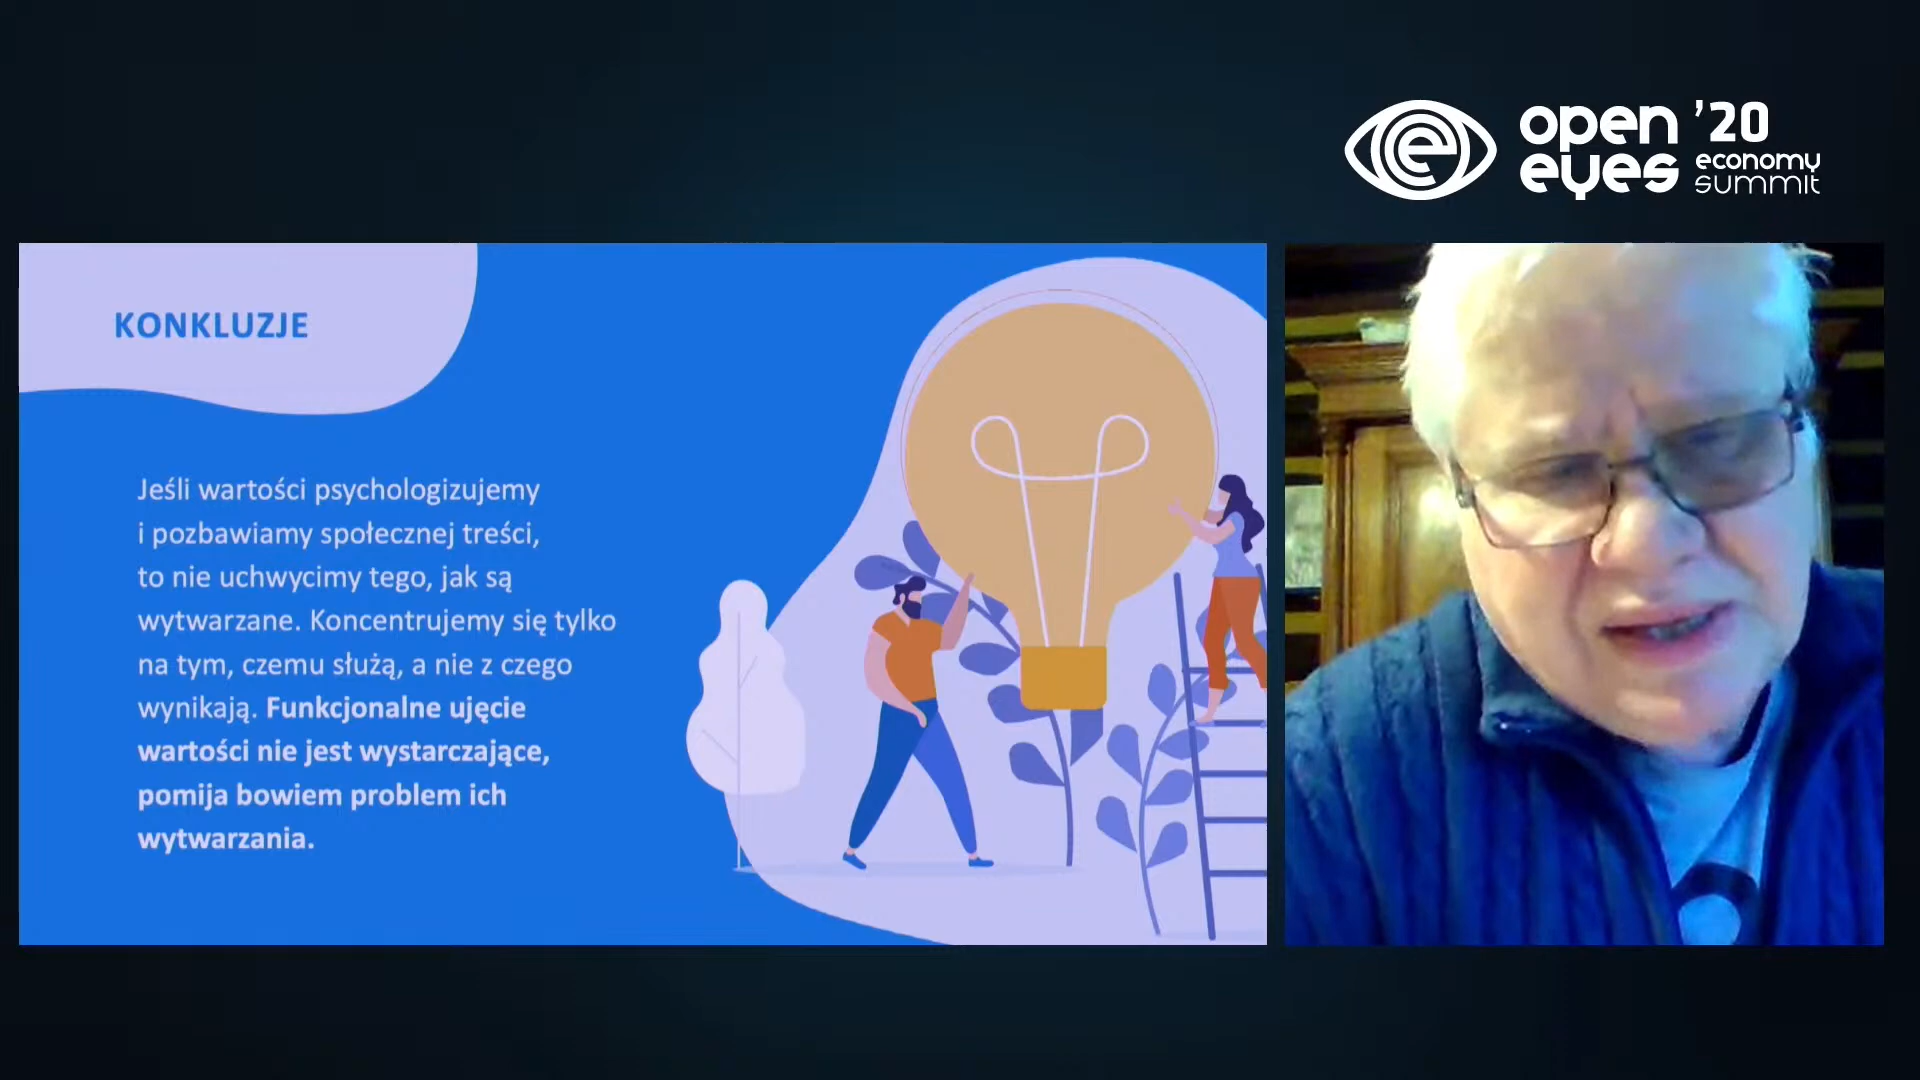 open '20
eyes economy
summit
KONKLUZJE
Jeśli wartości psychologizujemy
i pozbawiamy społecznej treści,
to nie uchwycimy tego, jak są
wytwarzane. Koncentrujemy się tylko
na tym, czemu służą, a nie z czego
wynikają. Funkcjonalne ujęcie
wartości nie jest wystarczające,
pomija bowiem problem ich
wytwarzania.